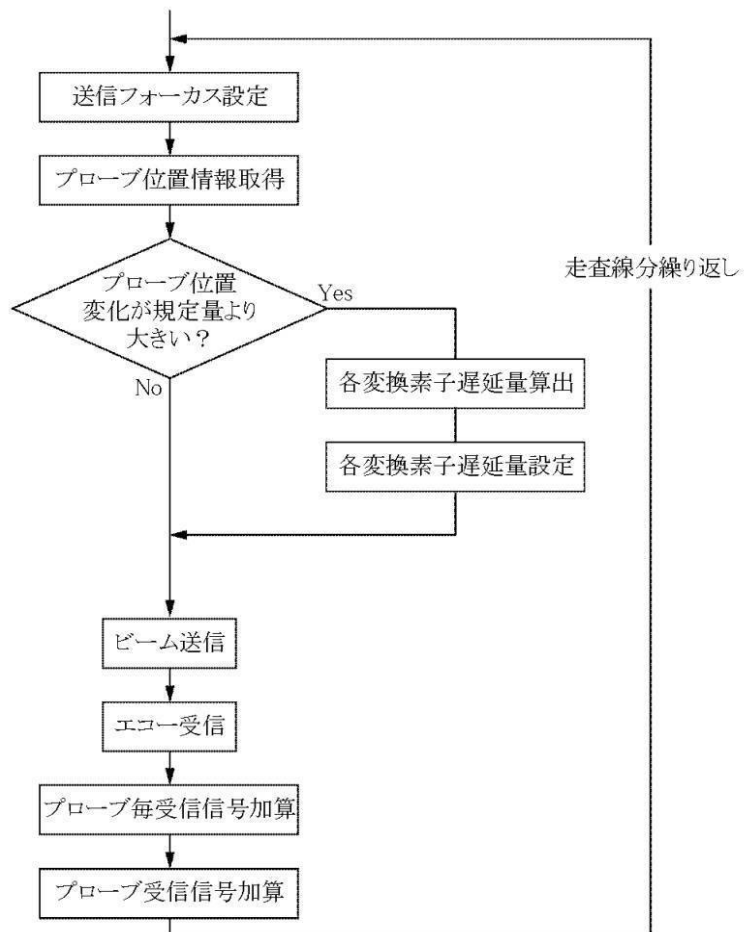 送信フォーカス設定
プローブ位置情報取得
プローブ位置
変化が規定量より
大きい?
Yes
No
各変換素子遅延量算出
各変換素子遅延量設定
走査線分繰り返し
ビーム送信
エコー受信
プローブ毎受信信号加算
プローブ受信信号加算